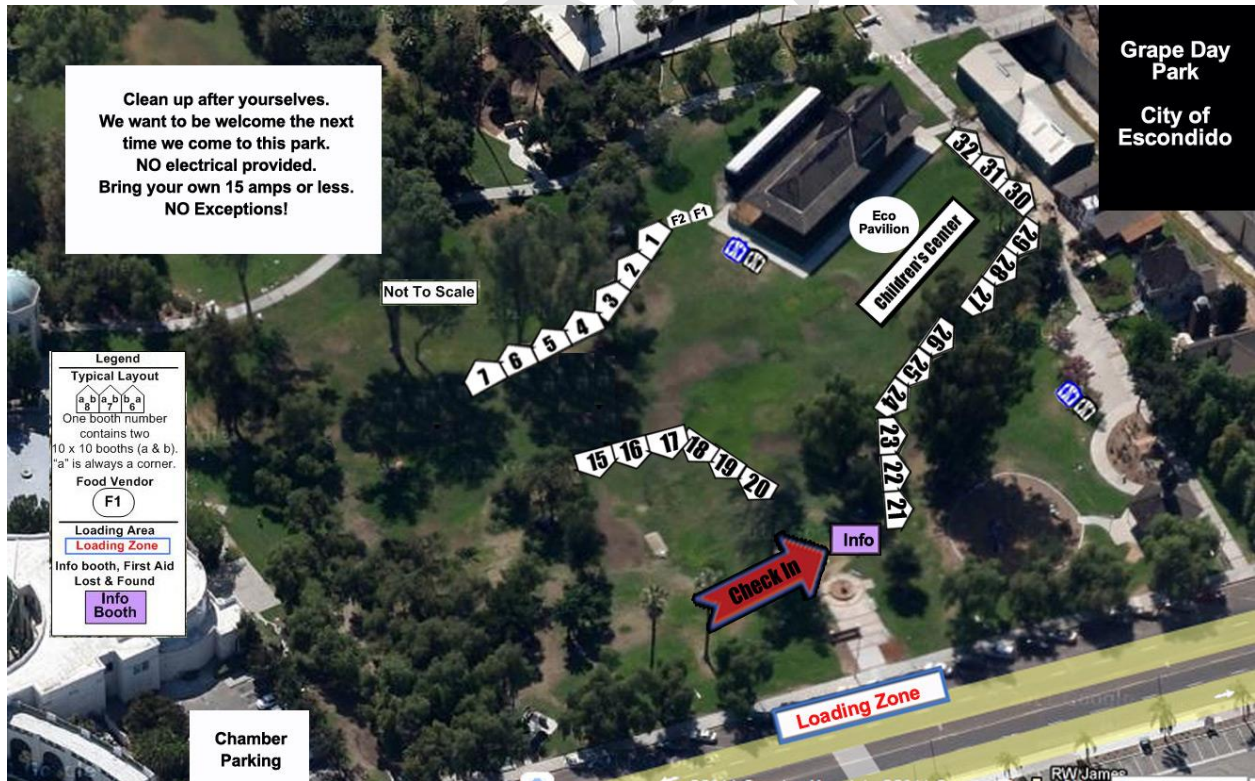 Grape Day
Park
City of
Escondido
Clean up after yourselves.
We want to be welcome the next
time we come to this park.
NO electrical provided.
Bring your own 15 amps or less.
NO Exceptions!
32
31
30
29
28
27
26
25
24
23
22
21
F2
F1
1
2
3
4
5
6
7
Eco
Pavilion
Children's Center
Not To Scale
15
16
17
18
19
20
Legend
Typical Layout
a b a b b a
8 7 6
One booth number
contains two
10 x 10 booths (a & b).
"a" is always a corner.
Food Vendor
F1
Loading Area
Loading Zone
Info booth, First Aid
Lost & Found
Info
Booth
Info
Check In
Loading Zone
Chamber
Parking
RW James